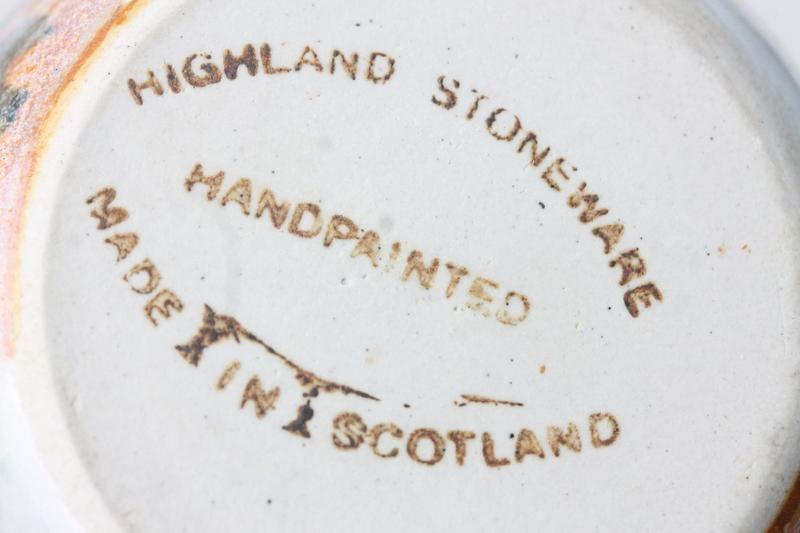 HIGHLAND STONEWARE
HANDPAINTED
MADE IN SCOTLAND